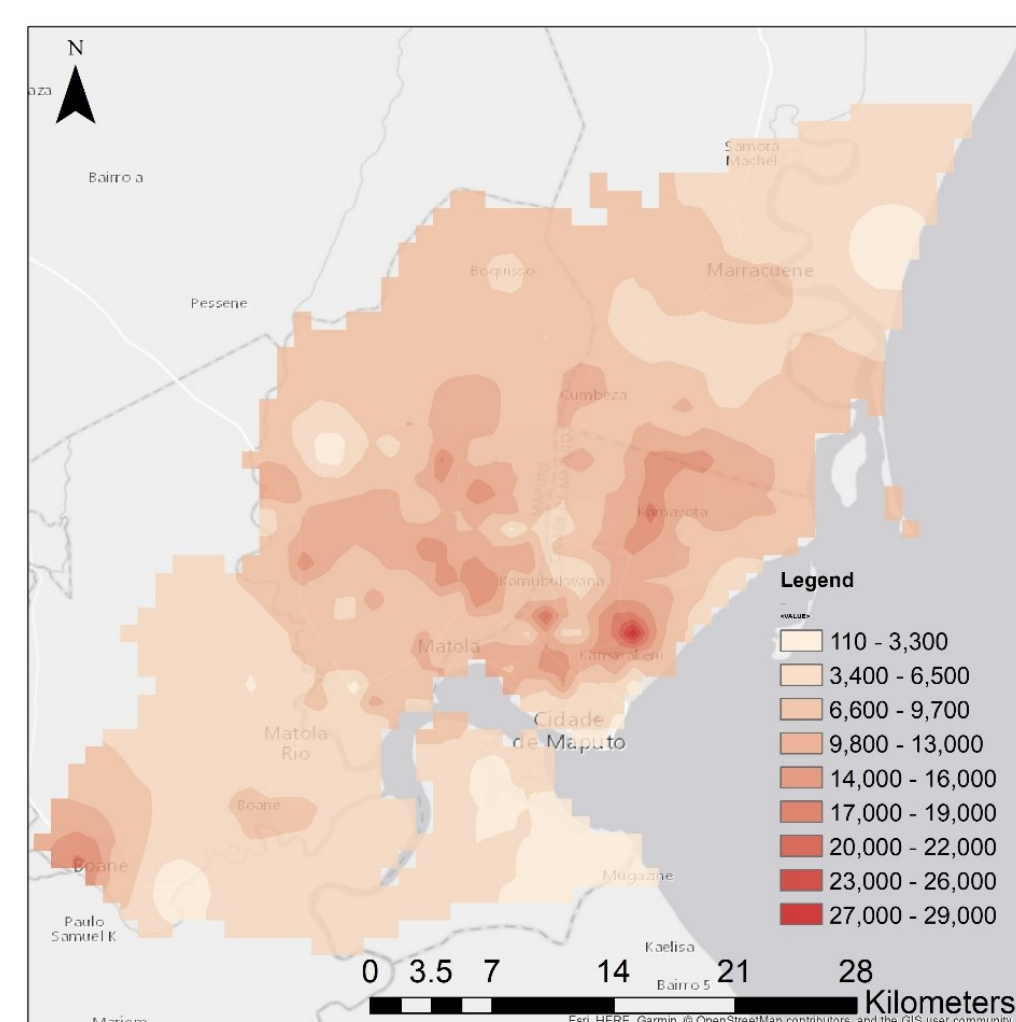 N
aza
Bairro a
Samora
Machel
Boquisso
Marracuene
Pessene
Cumbeza
MAPUTO
Kamavota
Legend
<VALUE>
Kamubukwana
110 - 3,300
Matola
Kamaxakeni
3,400 - 6,500
6,600 - 9,700
Cidade
de Maputo
Matola
Rio
9,800 - 13,000
14,000 - 16,000
Boane
17,000 - 19,000
20,000 - 22,000
Boane
Mugazine
23,000 - 26,000
27,000 - 29,000
Paulo
Samuel K
Kaelisa
0 3.5 7 14 21 28
Bairro 5
Kilometers
Esri, HERE, Garmin, © OpenStreetMap contributors, and the GIS user community